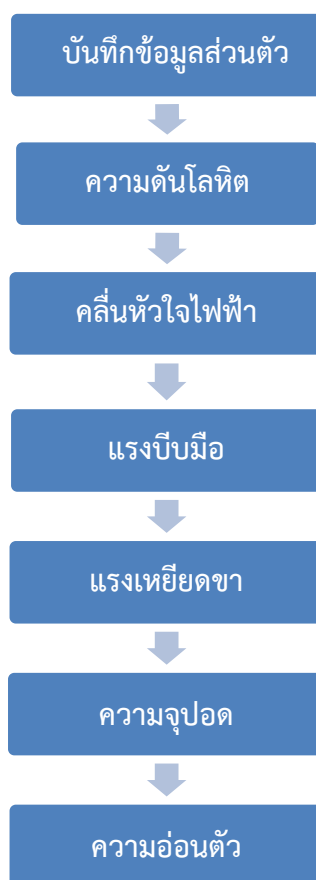 บันทึกข้อมูลส่วนตัว
ความดันโลหิต
คลื่นหัวใจไฟฟ้า
แรงบีบมือ
แรงเหยียดขา
ความจุปอด
ความอ่อนตัว